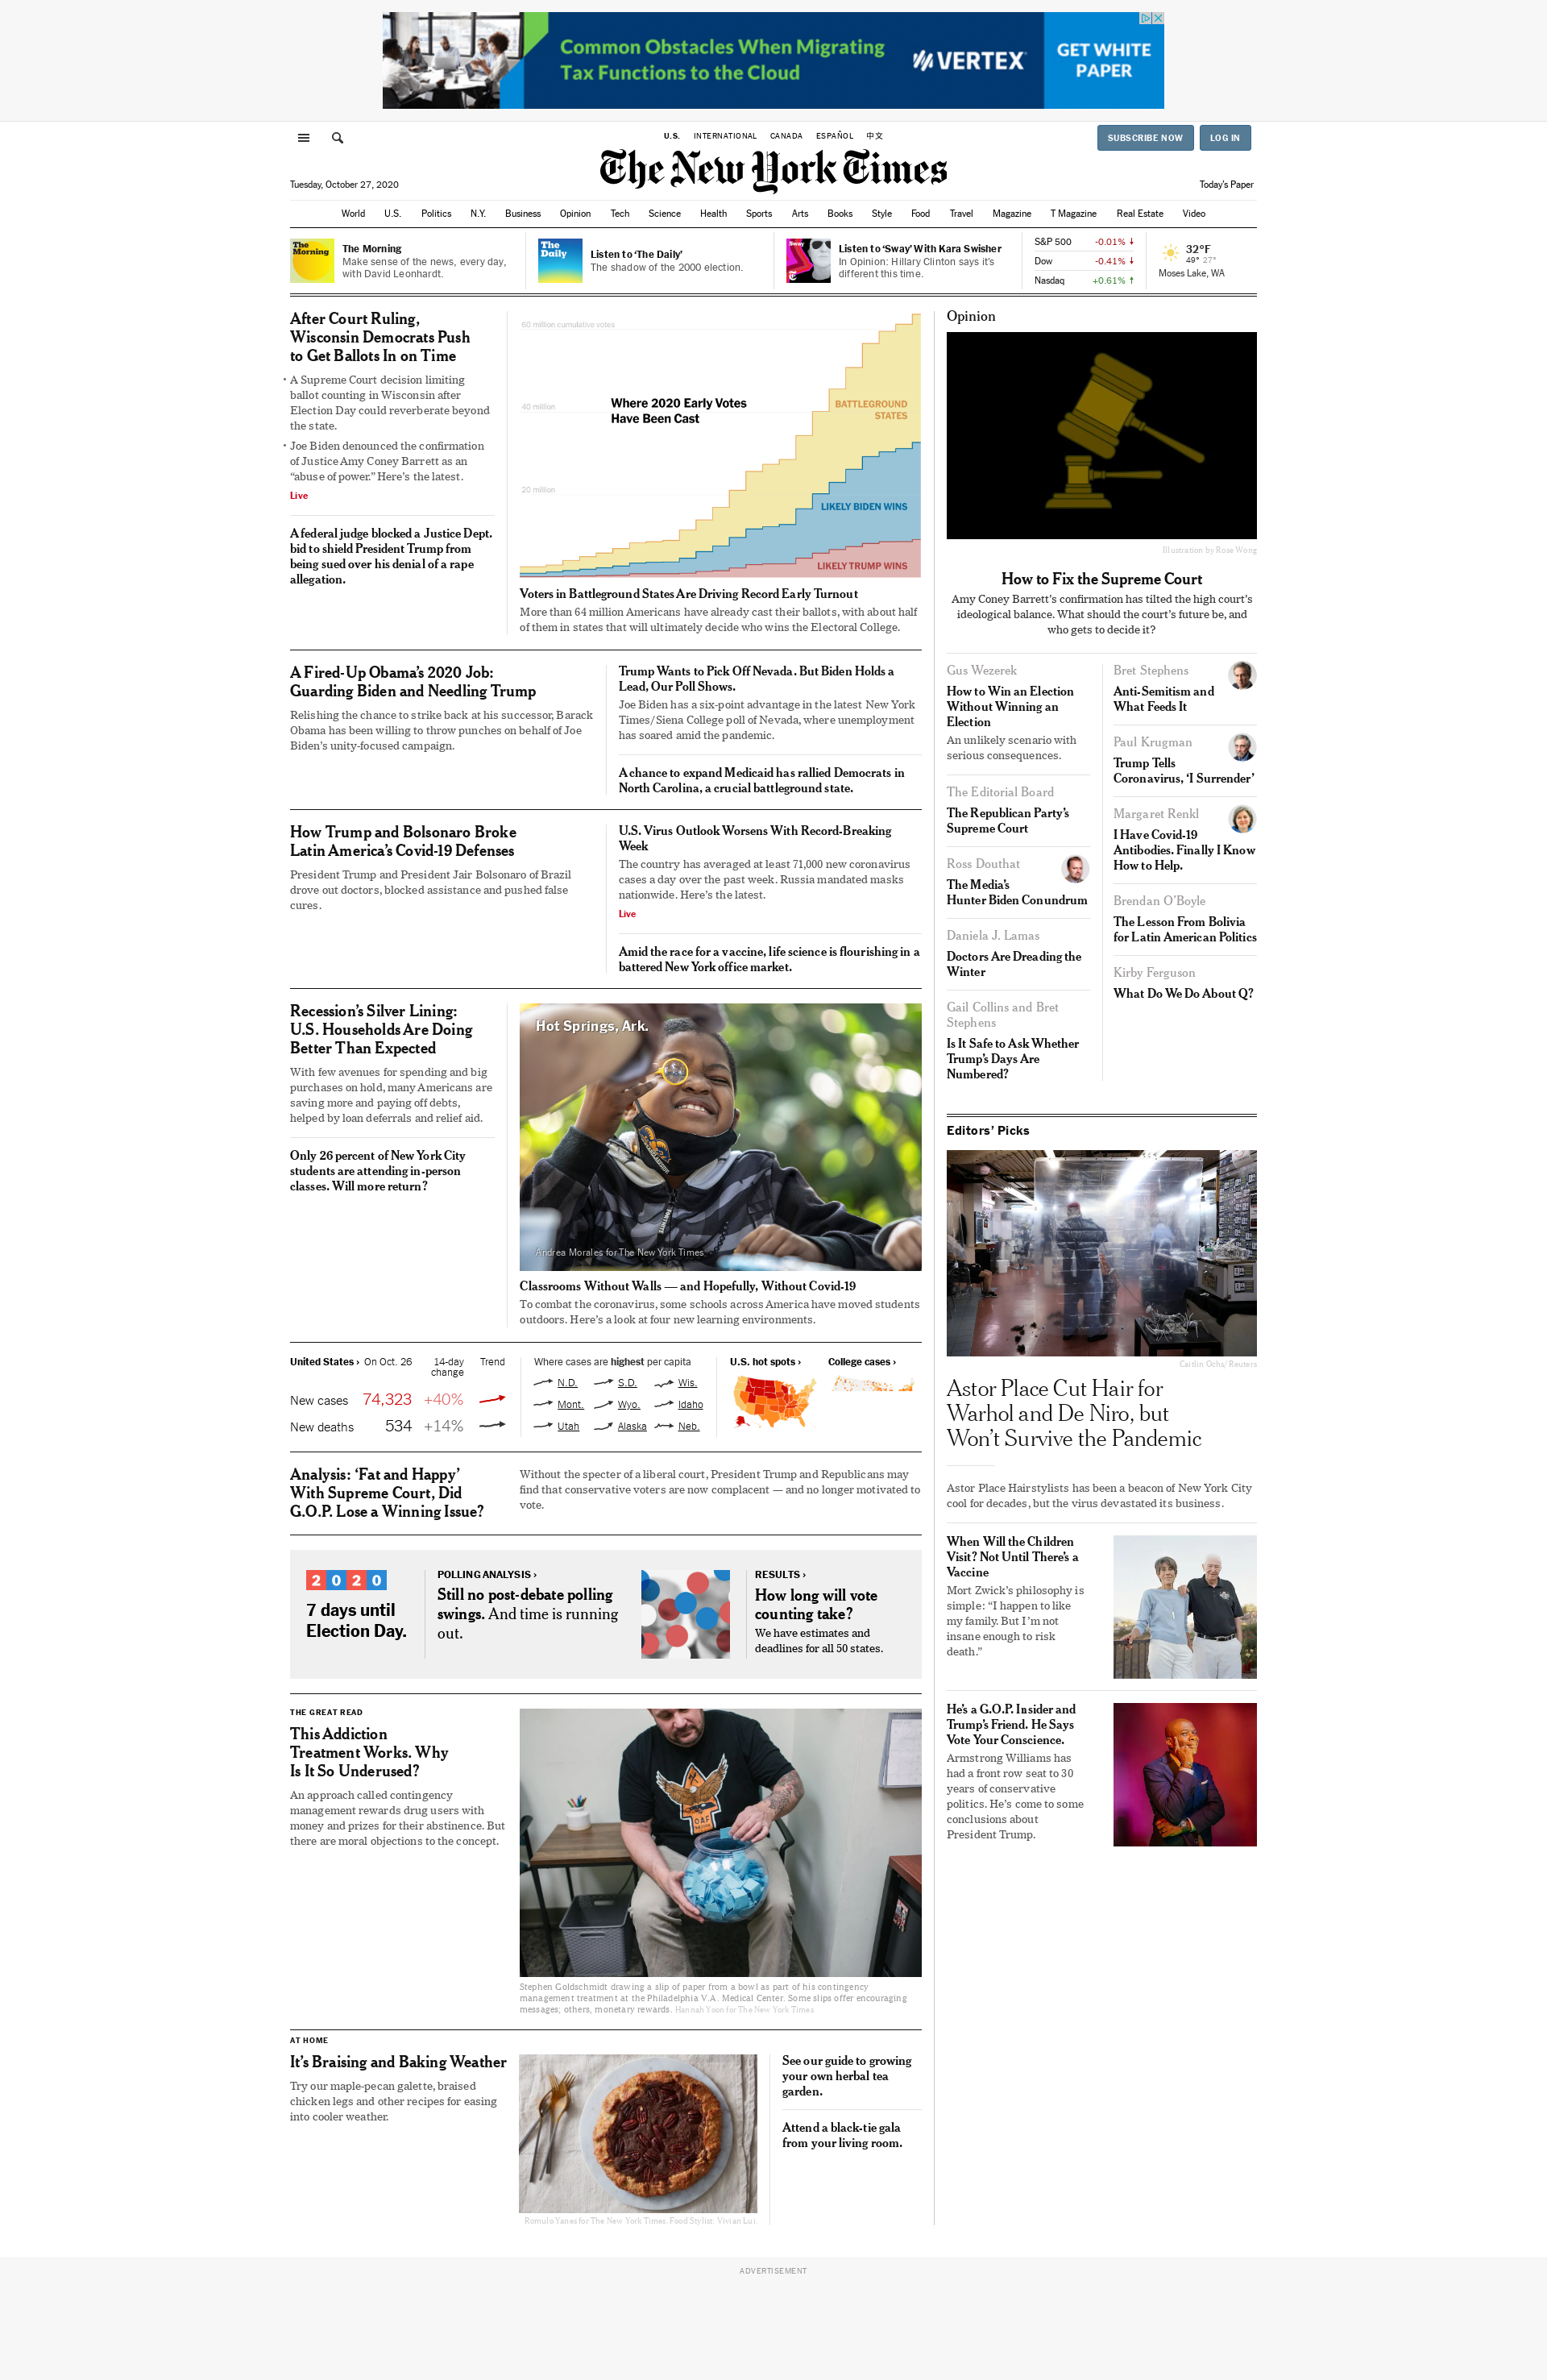 Common Obstacles When Migrating
Tax Functions to the Cloud
VERTEX
GET WHITE
PAPER
U.S. INTERNATIONAL CANADA ESPAÑOL 中文
SUBSCRIBE NOW
LOG IN
The New York Times
Tuesday, October 27, 2020
Today's Paper
World U.S. Politics N.Y. Business Opinion Tech Science Health Sports Arts Books Style Food Travel Magazine T Magazine Real Estate Video
The
Morning
The Morning
Make sense of the news, every day,
with David Leonhardt.
The
Daily
Listen to ‘The Daily’
The shadow of the 2000 election.
Sway
Listen to ‘Sway’ With Kara Swisher
In Opinion: Hillary Clinton says it’s
different this time.
S&P 500 -0.01% ↓
Dow -0.41% ↓
Nasdaq +0.61% ↑
32°F
49° 27°
Moses Lake, WA
After Court Ruling,
Wisconsin Democrats Push
to Get Ballots In on Time
• A Supreme Court decision limiting
ballot counting in Wisconsin after
Election Day could reverberate beyond
the state.
• Joe Biden denounced the confirmation
of Justice Amy Coney Barrett as an
“abuse of power.” Here’s the latest.
Live
A federal judge blocked a Justice Dept.
bid to shield President Trump from
being sued over his denial of a rape
allegation.
60 million cumulative votes
40 million
20 million
Where 2020 Early Votes
Have Been Cast
BATTLEGROUND
STATES
LIKELY BIDEN WINS
LIKELY TRUMP WINS
Voters in Battleground States Are Driving Record Early Turnout
More than 64 million Americans have already cast their ballots, with about half
of them in states that will ultimately decide who wins the Electoral College.
A Fired-Up Obama’s 2020 Job:
Guarding Biden and Needling Trump
Relishing the chance to strike back at his successor, Barack
Obama has been willing to throw punches on behalf of Joe
Biden’s unity-focused campaign.
Trump Wants to Pick Off Nevada. But Biden Holds a
Lead, Our Poll Shows.
Joe Biden has a six-point advantage in the latest New York
Times/Siena College poll of Nevada, where unemployment
has soared amid the pandemic.
A chance to expand Medicaid has rallied Democrats in
North Carolina, a crucial battleground state.
How Trump and Bolsonaro Broke
Latin America’s Covid-19 Defenses
President Trump and President Jair Bolsonaro of Brazil
drove out doctors, blocked assistance and pushed false
cures.
U.S. Virus Outlook Worsens With Record-Breaking
Week
The country has averaged at least 71,000 new coronavirus
cases a day over the past week. Russia mandated masks
nationwide. Here’s the latest.
Live
Amid the race for a vaccine, life science is flourishing in a
battered New York office market.
Recession’s Silver Lining:
U.S. Households Are Doing
Better Than Expected
With few avenues for spending and big
purchases on hold, many Americans are
saving more and paying off debts,
helped by loan deferrals and relief aid.
Only 26 percent of New York City
students are attending in-person
classes. Will more return?
Hot Springs, Ark.
Andrea Morales for The New York Times
Classrooms Without Walls — and Hopefully, Without Covid-19
To combat the coronavirus, some schools across America have moved students
outdoors. Here’s a look at four new learning environments.
United States › On Oct. 26 14-day
change
Trend
New cases 74,323 +40%
New deaths 534 +14%
Where cases are highest per capita
N.D. S.D. Wis.
Mont. Wyo. Idaho
Utah Alaska Neb.
U.S. hot spots ›
College cases ›
Analysis: ‘Fat and Happy’
With Supreme Court, Did
G.O.P. Lose a Winning Issue?
Without the specter of a liberal court, President Trump and Republicans may
find that conservative voters are now complacent — and no longer motivated to
vote.
2020
7 days until
Election Day.
POLLING ANALYSIS ›
Still no post-debate polling
swings. And time is running
out.
RESULTS ›
How long will vote
counting take?
We have estimates and
deadlines for all 50 states.
THE GREAT READ
This Addiction
Treatment Works. Why
Is It So Underused?
An approach called contingency
management rewards drug users with
money and prizes for their abstinence. But
there are moral objections to the concept.
OAF
Stephen Goldschmidt drawing a slip of paper from a bowl as part of his contingency
management treatment at the Philadelphia V.A. Medical Center. Some slips offer encouraging
messages; others, monetary rewards. Hannah Yoon for The New York Times
AT HOME
It’s Braising and Baking Weather
Try our maple-pecan galette, braised
chicken legs and other recipes for easing
into cooler weather.
Romulo Yanes for The New York Times. Food Stylist: Vivian Lui.
See our guide to growing
your own herbal tea
garden.
Attend a black-tie gala
from your living room.
Opinion
Illustration by Rose Wong
How to Fix the Supreme Court
Amy Coney Barrett’s confirmation has tilted the high court’s
ideological balance. What should the court’s future be, and
who gets to decide it?
Gus Wezerek
How to Win an Election
Without Winning an
Election
An unlikely scenario with
serious consequences.
The Editorial Board
The Republican Party’s
Supreme Court
Ross Douthat
The Media’s
Hunter Biden Conundrum
Daniela J. Lamas
Doctors Are Dreading the
Winter
Gail Collins and Bret
Stephens
Is It Safe to Ask Whether
Trump’s Days Are
Numbered?
Bret Stephens
Anti-Semitism and
What Feeds It
Paul Krugman
Trump Tells
Coronavirus, ‘I Surrender’
Margaret Renkl
I Have Covid-19
Antibodies. Finally I Know
How to Help.
Brendan O’Boyle
The Lesson From Bolivia
for Latin American Politics
Kirby Ferguson
What Do We Do About Q?
Editors’ Picks
Caitlin Ochs/Reuters
Astor Place Cut Hair for
Warhol and De Niro, but
Won’t Survive the Pandemic
Astor Place Hairstylists has been a beacon of New York City
cool for decades, but the virus devastated its business.
When Will the Children
Visit? Not Until There’s a
Vaccine
Mort Zwick’s philosophy is
simple: “I happen to like
my family. But I’m not
insane enough to risk
death.”
He’s a G.O.P. Insider and
Trump’s Friend. He Says
Vote Your Conscience.
Armstrong Williams has
had a front row seat to 30
years of conservative
politics. He’s come to some
conclusions about
President Trump.
ADVERTISEMENT